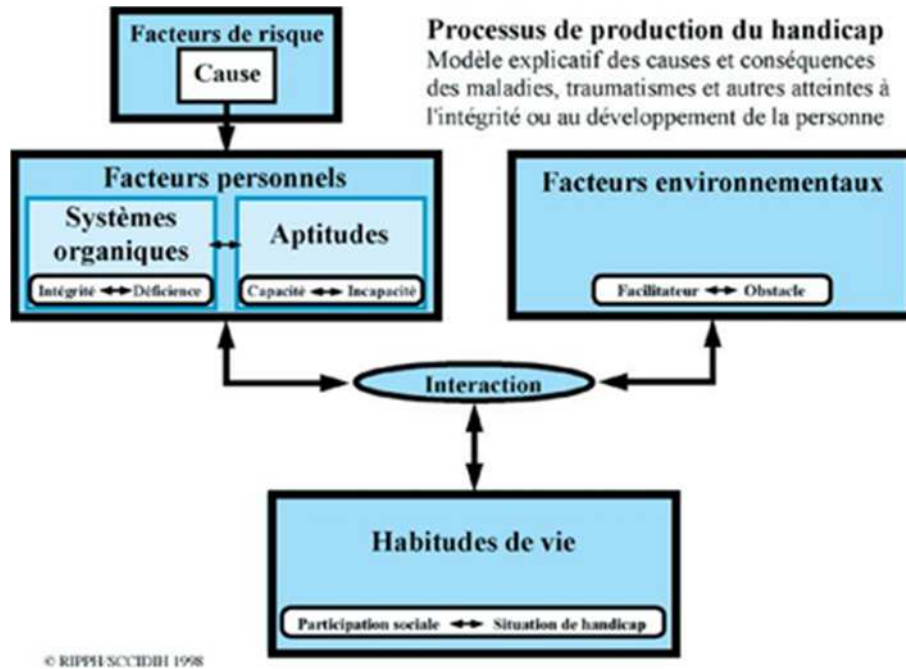 Facteurs de risque
Cause
Processus de production du handicap
Modèle explicatif des causes et conséquences
des maladies, traumatismes et autres atteintes à
l'intégrité ou au développement de la personne
Facteurs personnels
Systèmes
organiques
Intégrité Déficience
Aptitudes
Capacité Incapacité
Facteurs environnementaux
Facilitateur Obstacle
Interaction
Habitudes de vie
Participation sociale Situation de handicap
© RIPPH/SCCIDIH 1998